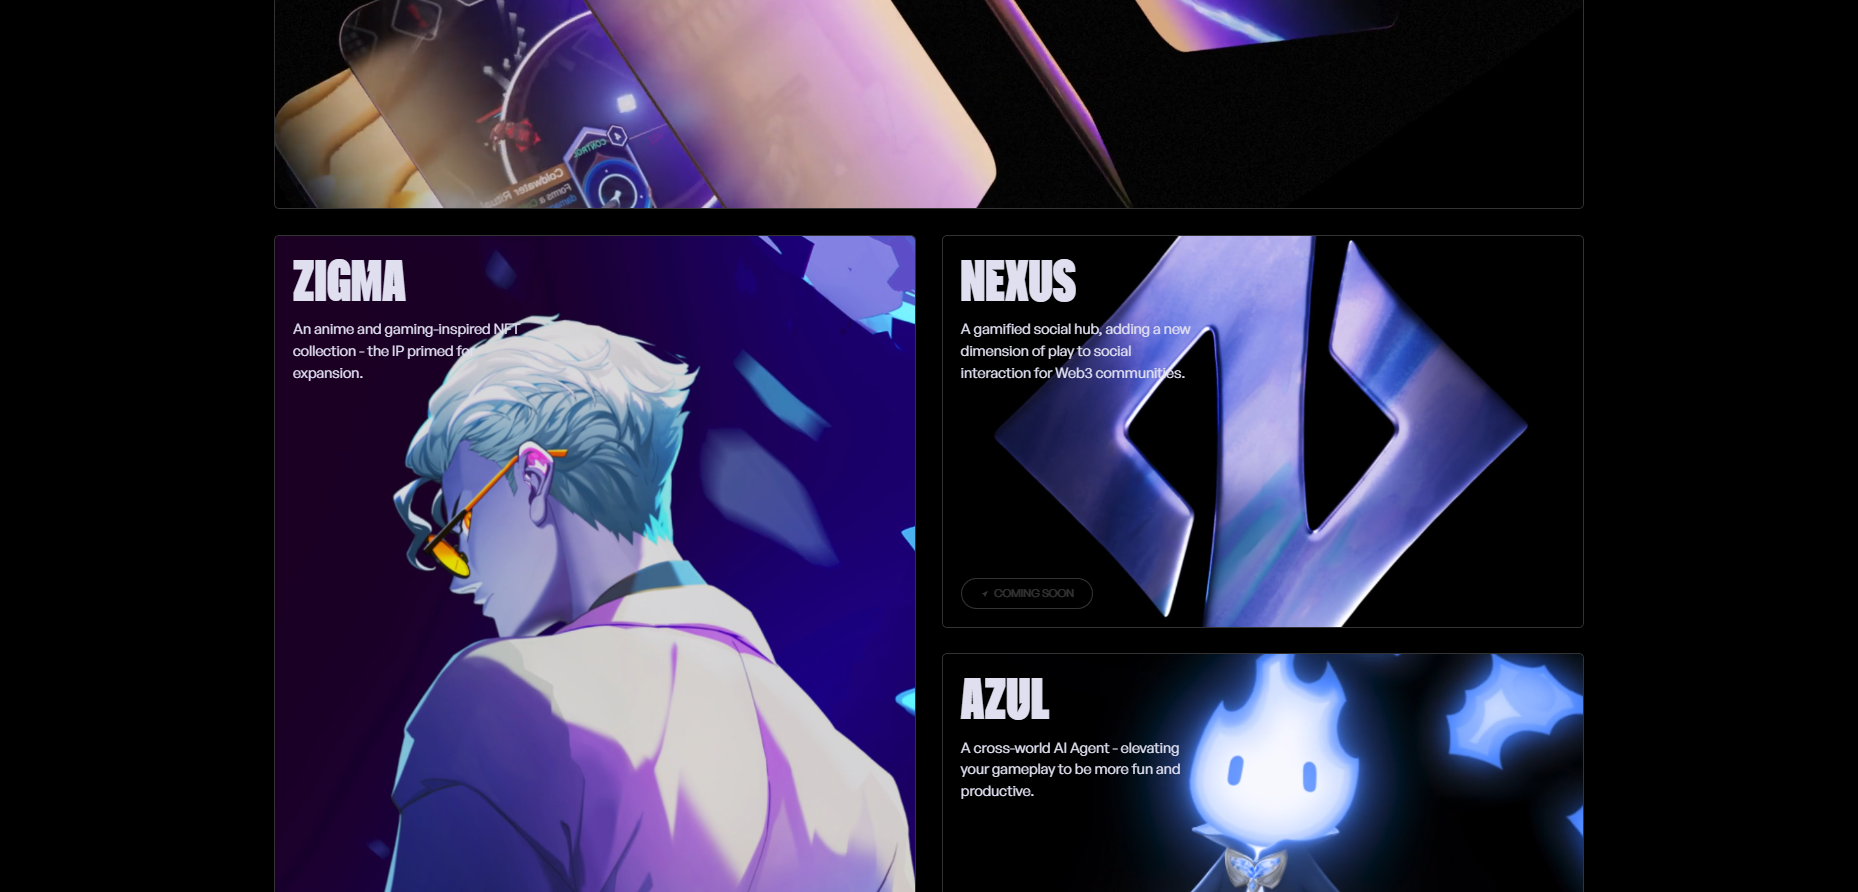 CONTROL
Coldwater Ritual
Forms a
ZIGMA
An anime and gaming-inspired NFT
collection - the IP primed for
expansion.
NEXUS
A gamified social hub, adding a new
dimension of play to social
interaction for Web3 communities.
COMING SOON
AZUL
A cross-world AI Agent - elevating
your gameplay to be more fun and
productive.